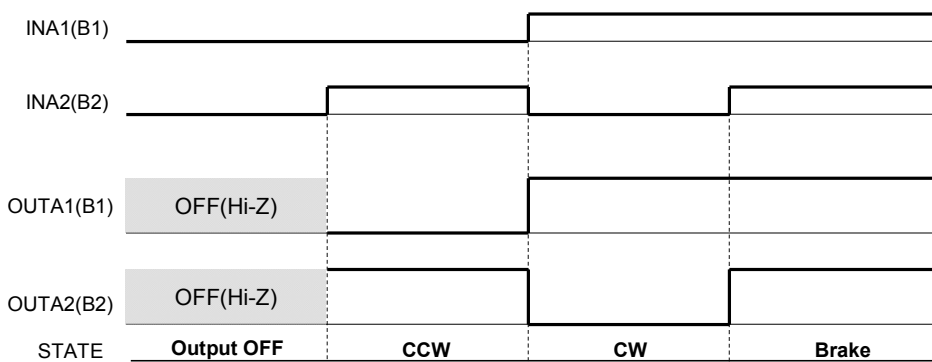 INA1(B1)
INA2(B2)
OUTA1(B1) OFF(Hi-Z)
OUTA2(B2) OFF(Hi-Z)
STATE Output OFF CCW CW Brake